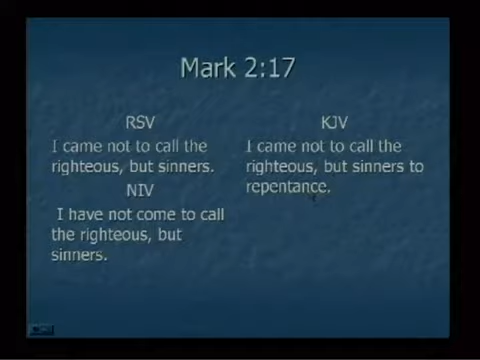 Mark 2:17
RSV
I came not to call the
righteous, but sinners.
NIV
I have not come to call
the righteous, but
sinners.
KJV
I came not to call the
righteous, but sinners to
repentance.